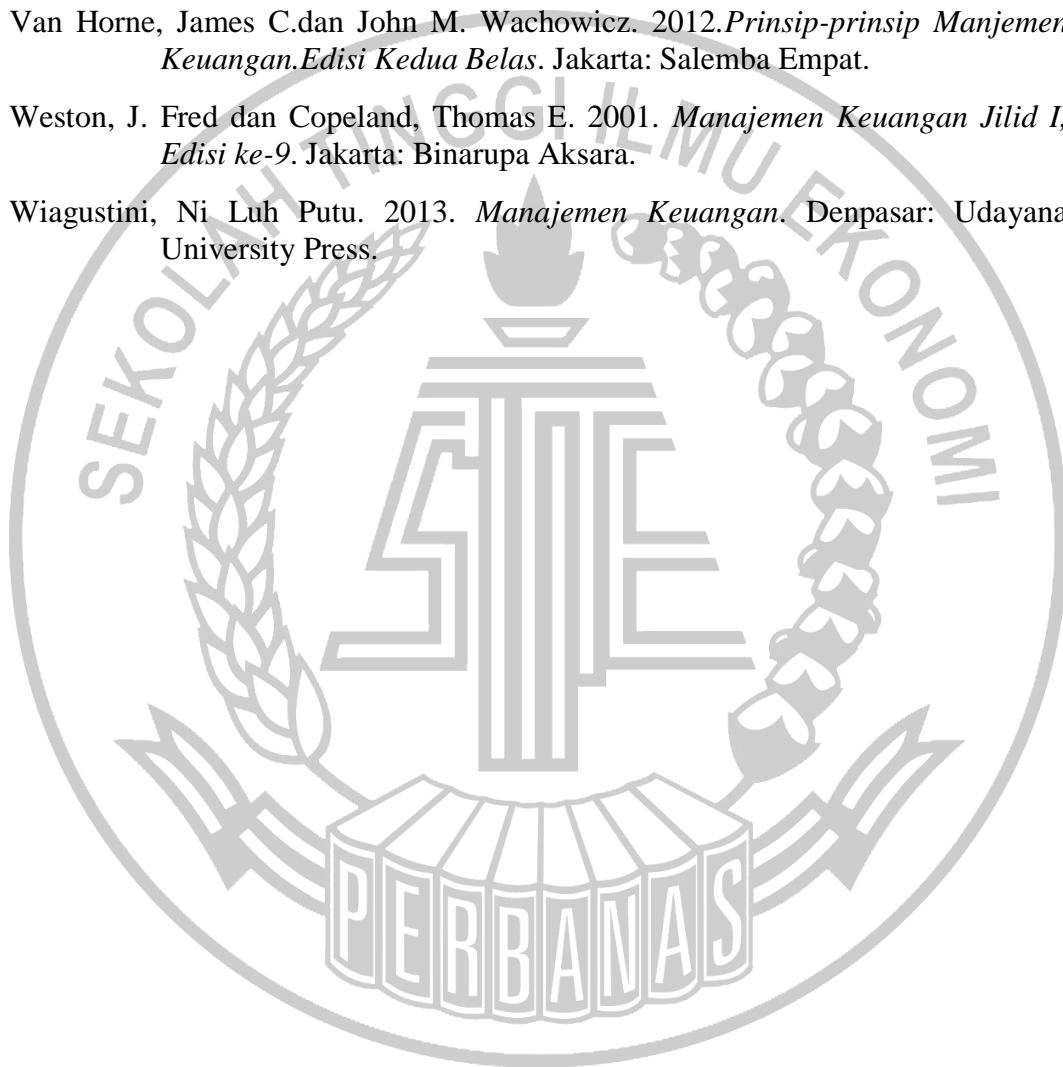 Van Horne, James C.dan John M. Wachowicz. 2012.Prinsip-prinsip Manjemen
Keuangan.Edisi Kedua Belas. Jakarta: Salemba Empat.
Weston, J. Fred dan Copeland, Thomas E. 2001. Manajemen Keuangan Jilid I,
Edisi ke-9. Jakarta: Binarupa Aksara.
Wiagustini, Ni Luh Putu. 2013. Manajemen Keuangan. Denpasar: Udayana
University Press.
SEKOLAH TINGGI ILMU EKONOMI
STIE
PERBANAS